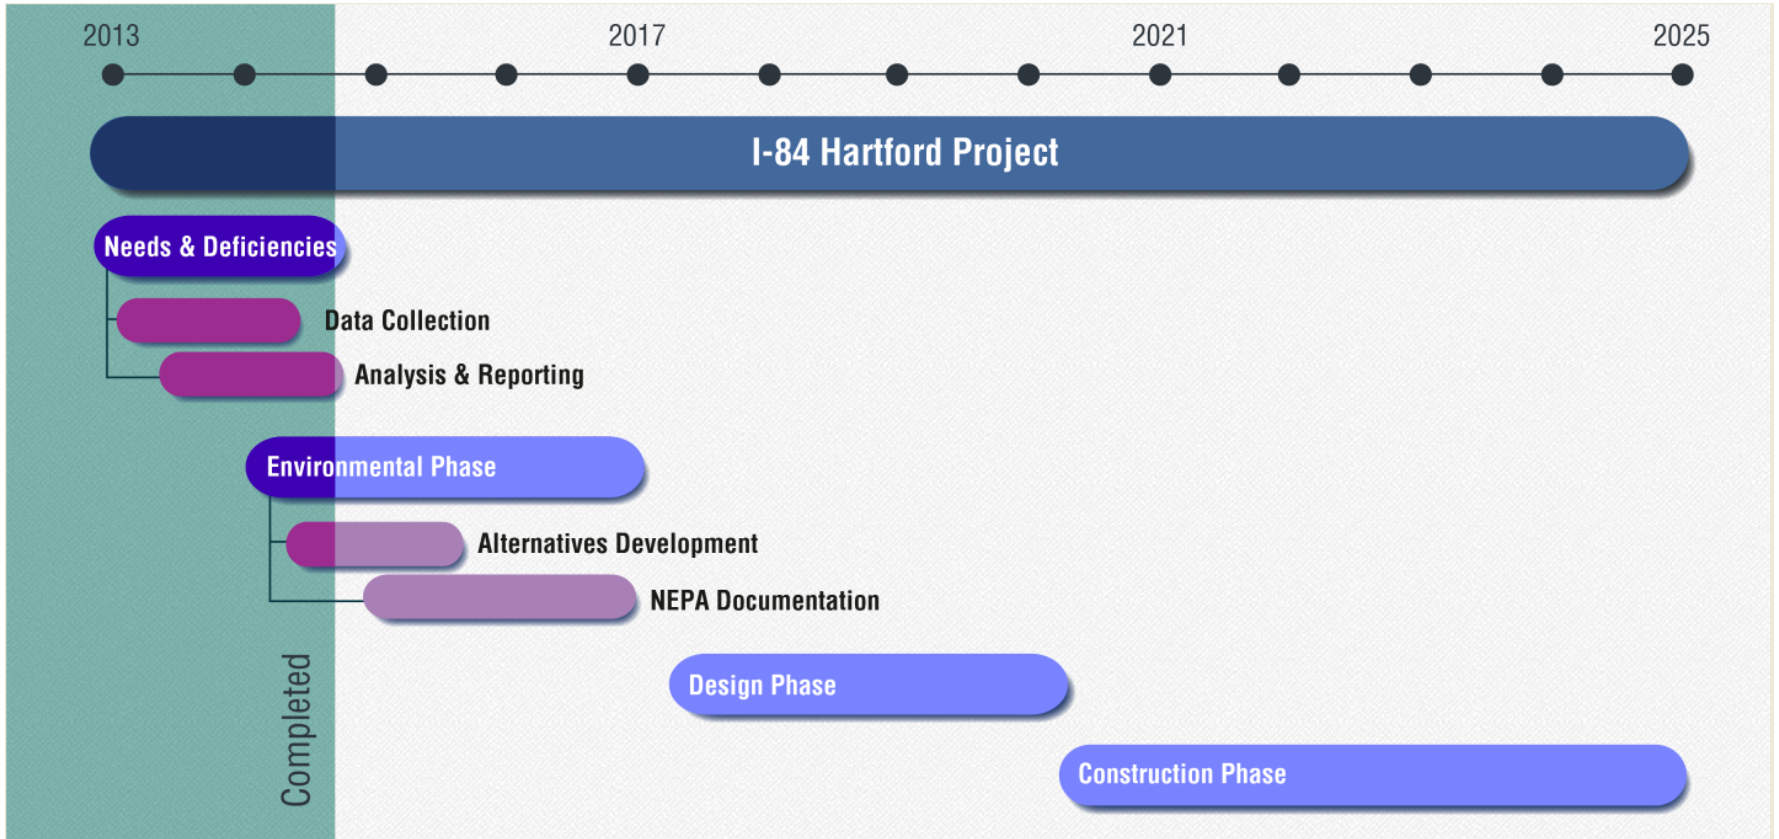 2013 2017 2021 2025
I-84 Hartford Project
Needs & Deficiencies
Data Collection
Analysis & Reporting
Environmental Phase
Alternatives Development
NEPA Documentation
Design Phase
Completed
Construction Phase